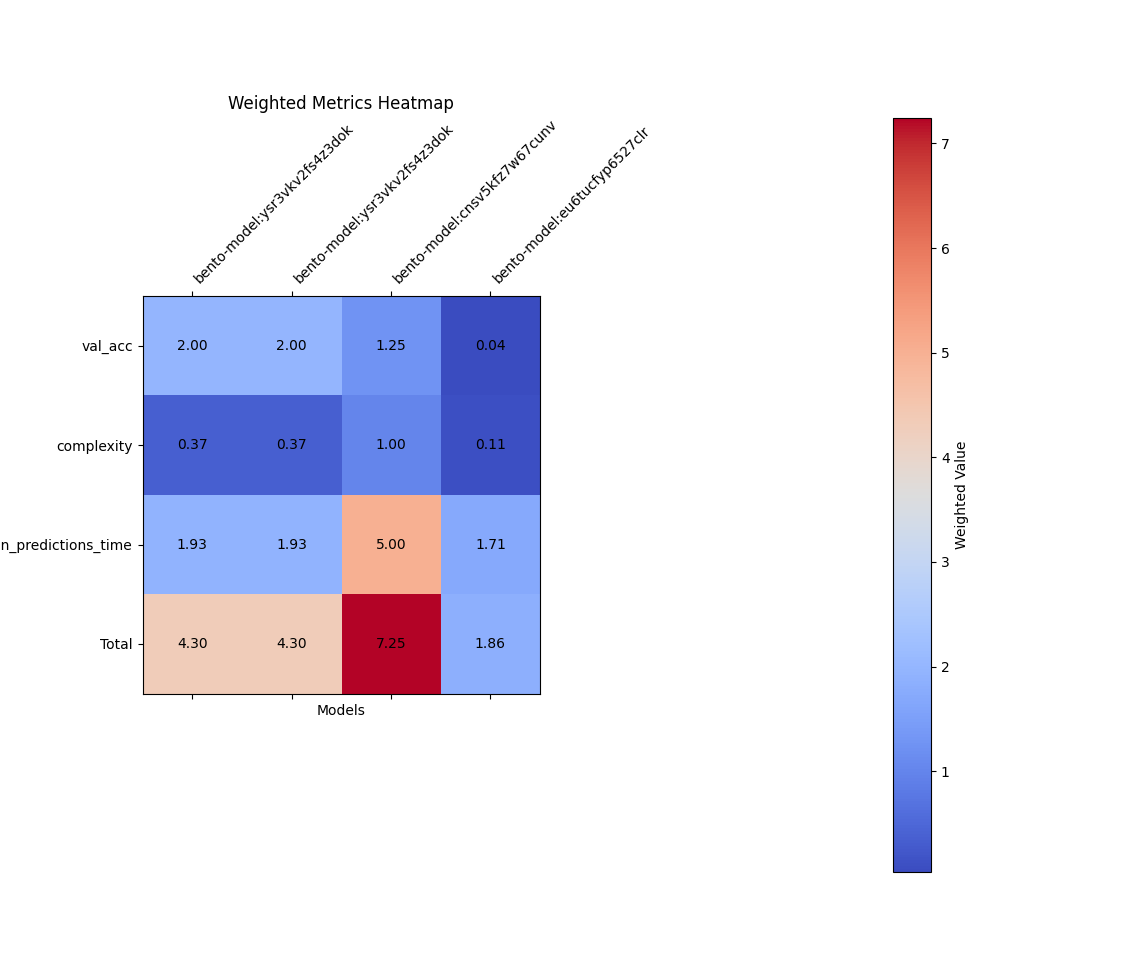 Weighted Metrics Heatmap
bento-model:ysr3vkv2fs4z3dok
bento-model:ysr3vkv2fs4z3dok
bento-model:cnsv5kfz7w67cunv
bento-model:eu6tucfyp6527clr
val_acc 2.00 2.00 1.25 0.04
complexity 0.37 0.37 1.00 0.11
n_predictions_time 1.93 1.93 5.00 1.71
Total 4.30 4.30 7.25 1.86
Models
7
6
5
4
3
2
1
Weighted Value